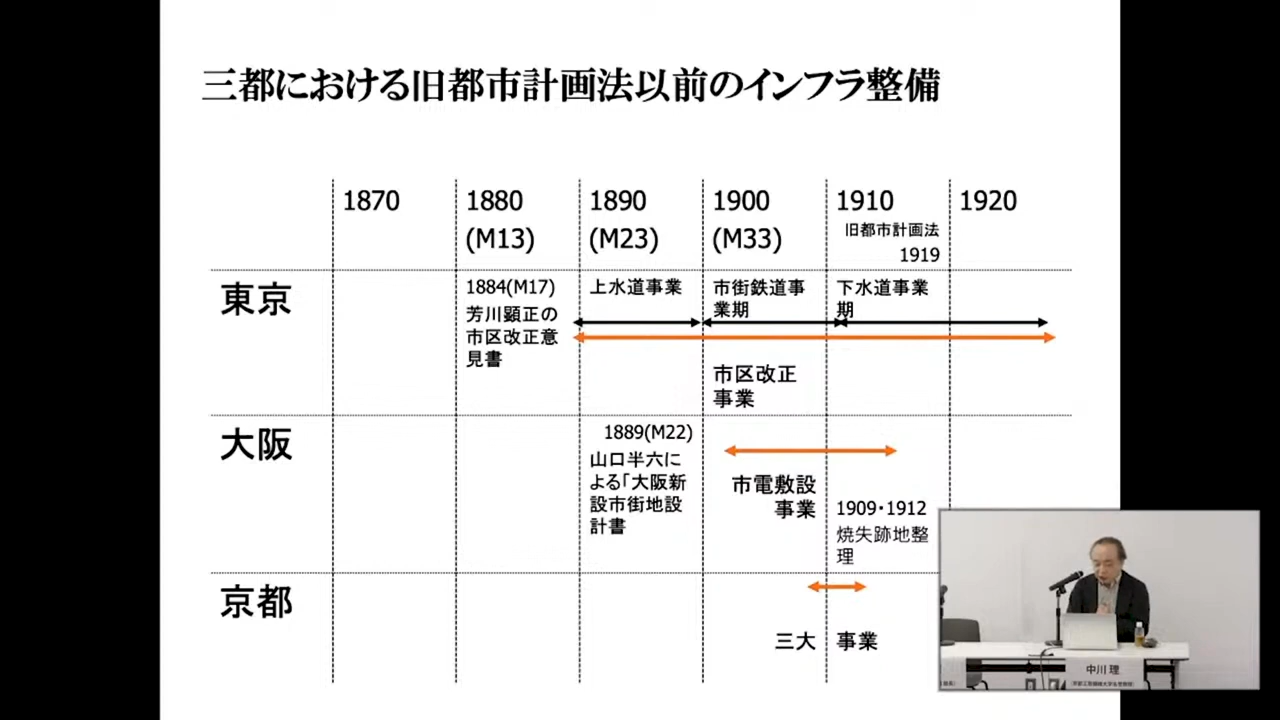 三都における旧都市計画法以前のインフラ整備
1870
1880
(M13)
1890
(M23)
1900
(M33)
1910
旧都市計画法
1919
1920
東京
1884(M17)
芳川顕正の
市区改正意
見書
上水道事業
市街鉄道事
業期
下水道事業
期
市区改正
事業
大阪
1889(M22)
山口半六に
よる「大阪新
設市街地設
計書
市電敷設
事業
1909・1912
焼失跡地整
理
京都
三大 事業
中川 理